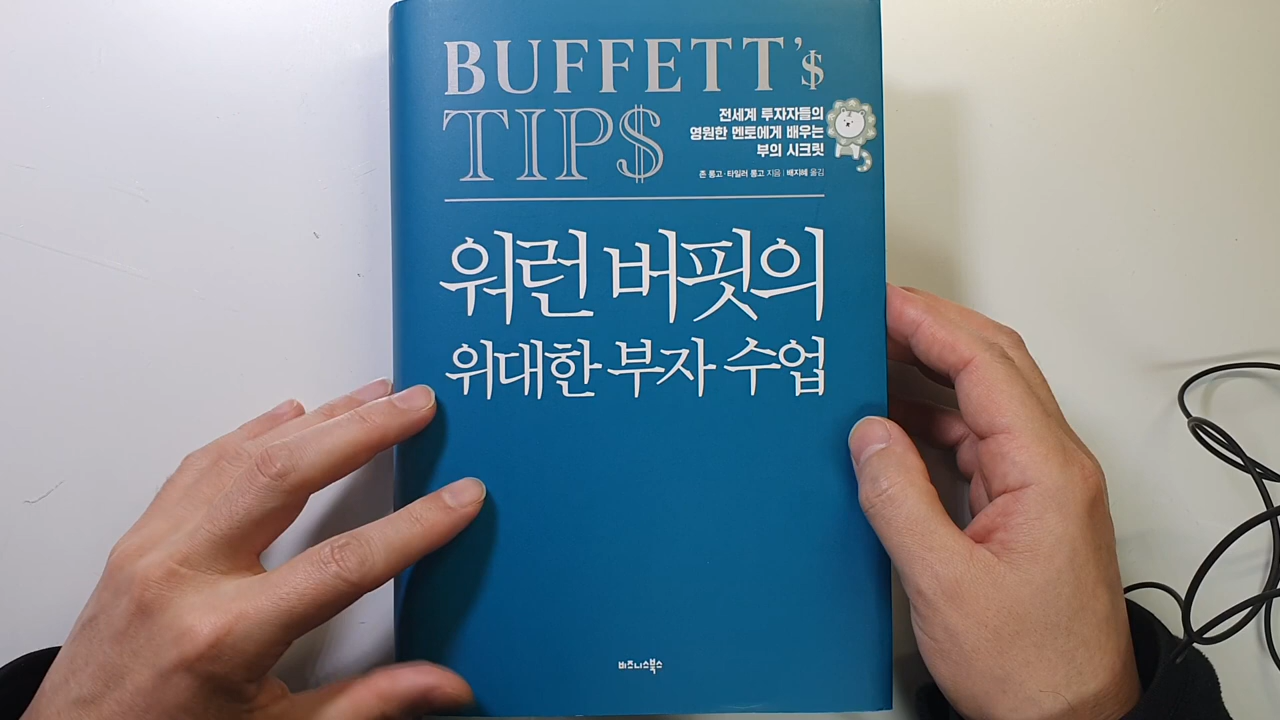 BUFFETT'$
TIP$
전세계 투자자들의
영원한 멘토에게 배우는
부의 시크릿
존 롱고·타일러 롱고 지음 | 배지혜 옮김
워런 버핏의
위대한 부자 수업
비즈니스북스